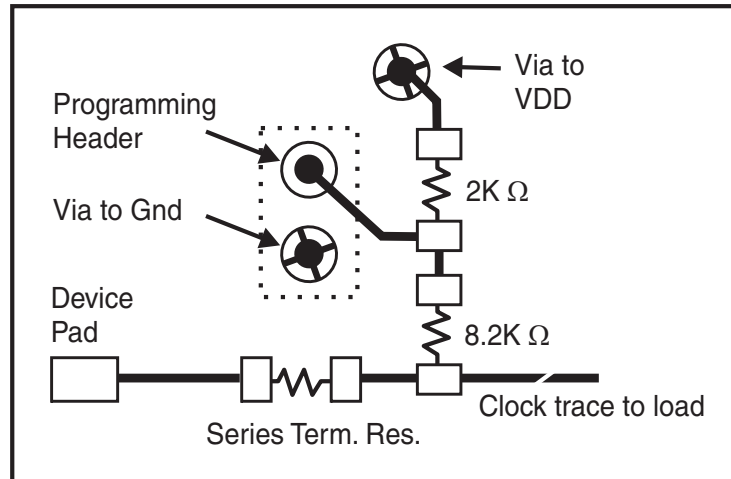 Via to
VDD
Programming
Header
2K Ω
Via to Gnd
Device
Pad
8.2K Ω
Clock trace to load
Series Term. Res.